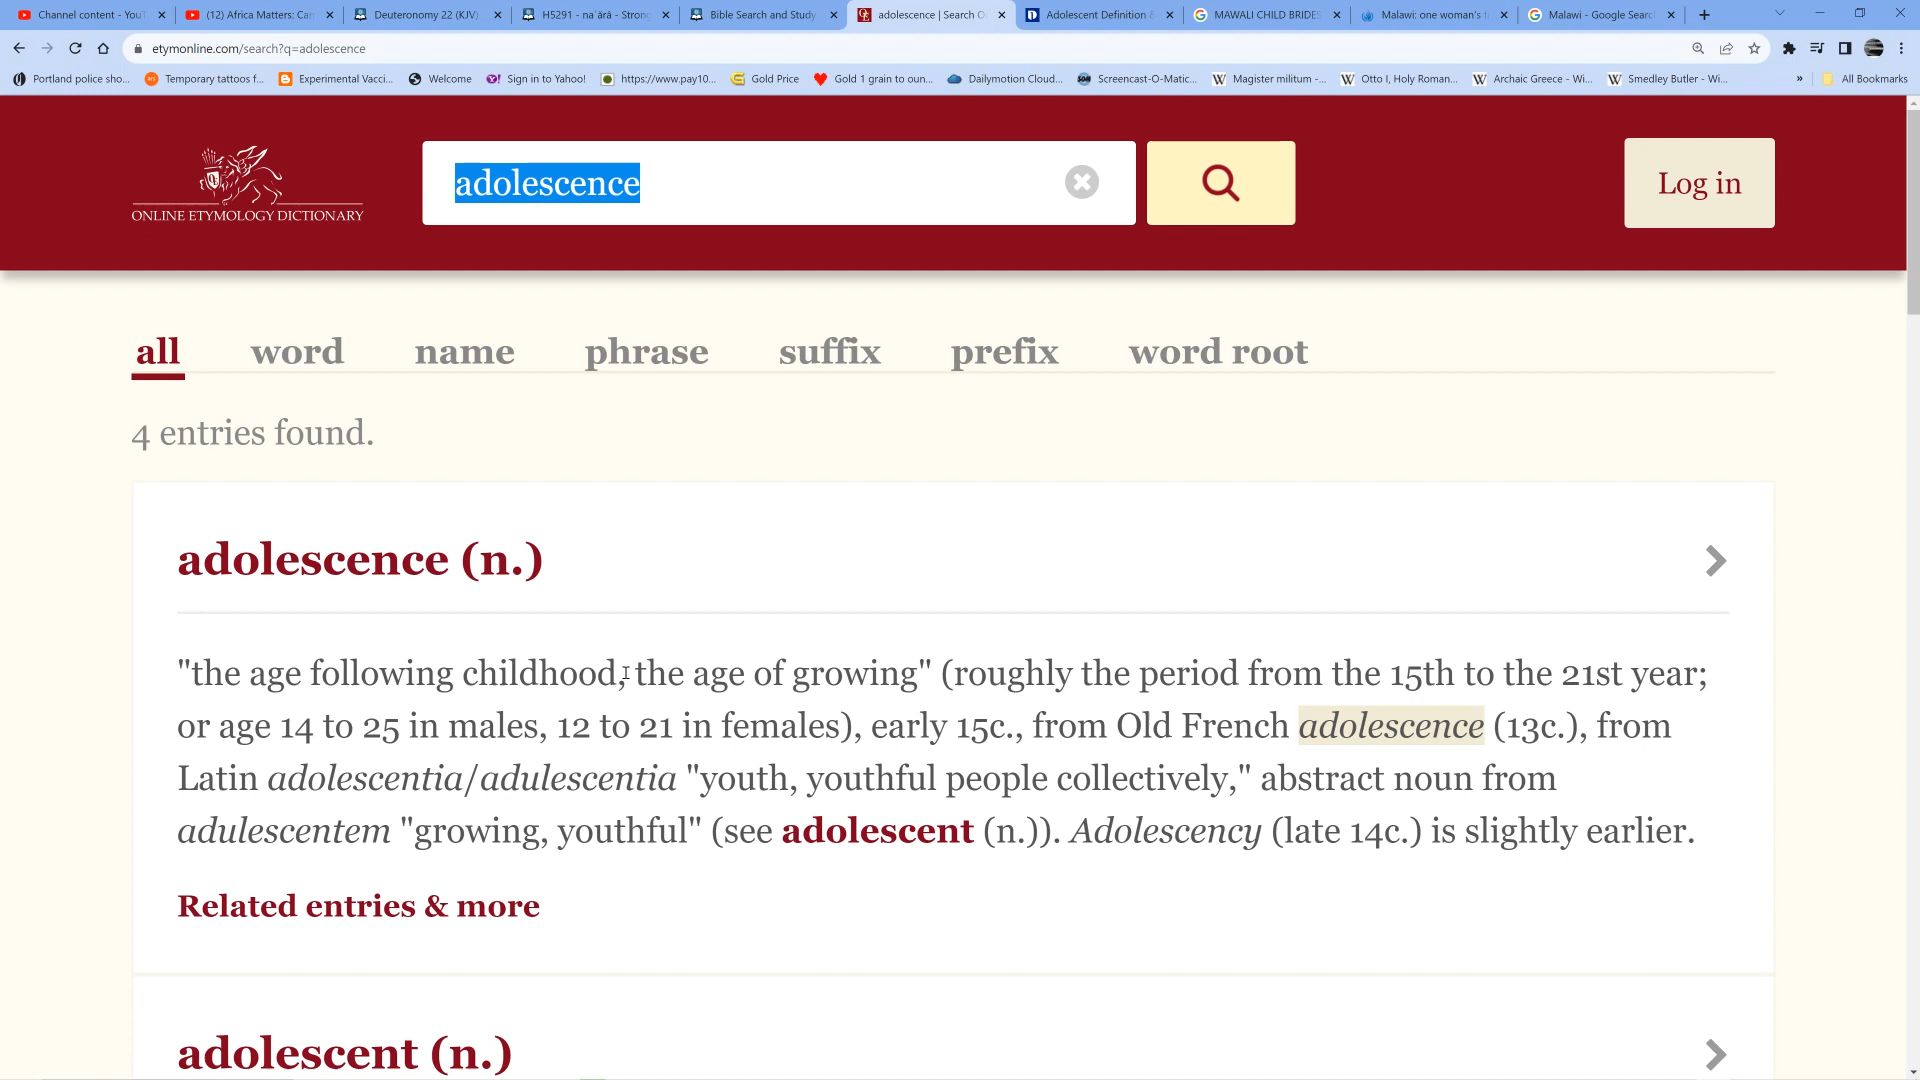 Channel content - YouT
(12) Africa Matters: Can
Deuteronomy 22 (KJV)
H5291 - naʿărâ - Strong
Bible Search and Study
adolescence | Search O
Adolescent Definition &
MAWALI CHILD BRIDES
Malawi: one woman's f
Malawi - Google Search
etymonline.com/search?q=adolescence
Portland police sho...
Temporary tattoos f...
Experimental Vacci...
Welcome
Sign in to Yahoo!
https://www.pay10...
Gold Price
Gold 1 grain to oun...
Dailymotion Cloud...
Screencast-O-Matic...
Magister militum -...
Otto I, Holy Roman...
Archaic Greece - Wi...
Smedley Butler - Wi...
»
All Bookmarks
ONLINE ETYMOLOGY DICTIONARY
adolescence
Log in
all word name phrase suffix prefix word root
4 entries found.
adolescence (n.)
"the age following childhood, the age of growing" (roughly the period from the 15th to the 21st year;
or age 14 to 25 in males, 12 to 21 in females), early 15c., from Old French adolescence (13c.), from
Latin adolescentia/adulescentia "youth, youthful people collectively," abstract noun from
adulescentem "growing, youthful" (see adolescent (n.)). Adolescency (late 14c.) is slightly earlier.
Related entries & more
adolescent (n.)